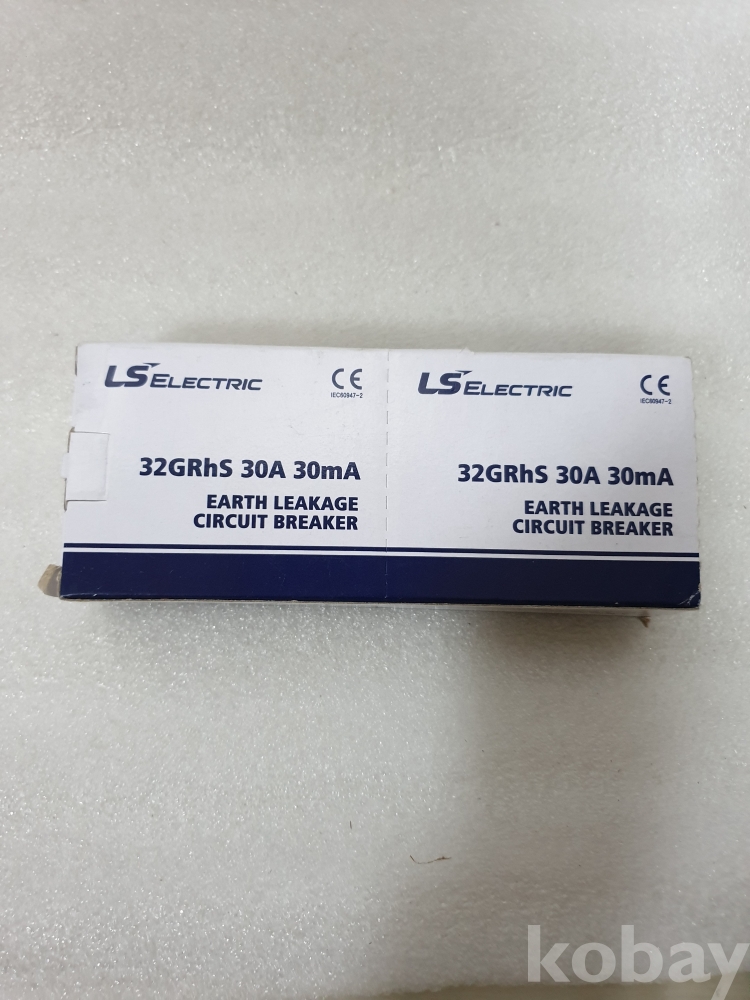 LS ELECTRIC
CE
IEC60947-2
32GRhS 30A 30mA
EARTH LEAKAGE
CIRCUIT BREAKER
LS ELECTRIC
CE
IEC60947-2
32GRhS 30A 30mA
EARTH LEAKAGE
CIRCUIT BREAKER
kobay